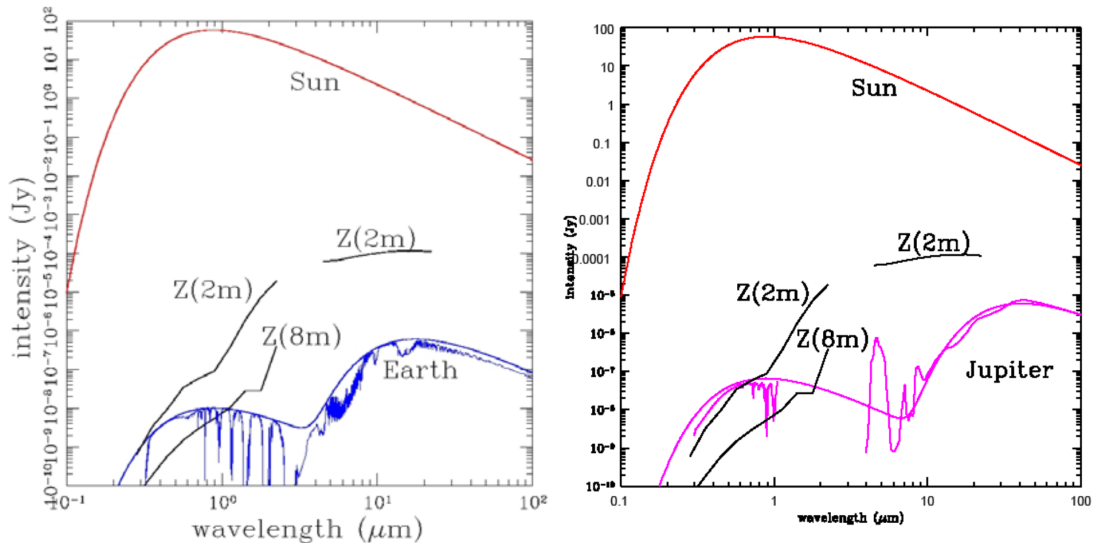 intensity (Jy)
10² 10¹ 10⁰ 10⁻¹ 10⁻² 10⁻³ 10⁻⁴ 10⁻⁵ 10⁻⁶ 10⁻⁷ 10⁻⁸ 10⁻⁹ 10⁻¹⁰
Sun
Z(2m)
Z(2m)
Z(8m)
Earth
10⁻¹ 10⁰ 10¹ 10²
wavelength (μm)
intensity (Jy)
100
10
1
0.1
0.01
0.001
0.0001
10⁻⁵
10⁻⁶
10⁻⁷
10⁻⁸
10⁻⁹
10⁻¹⁰
Sun
Z(2m)
Z(2m)
Z(8m)
Jupiter
0.1 1 10 100
wavelength (μm)